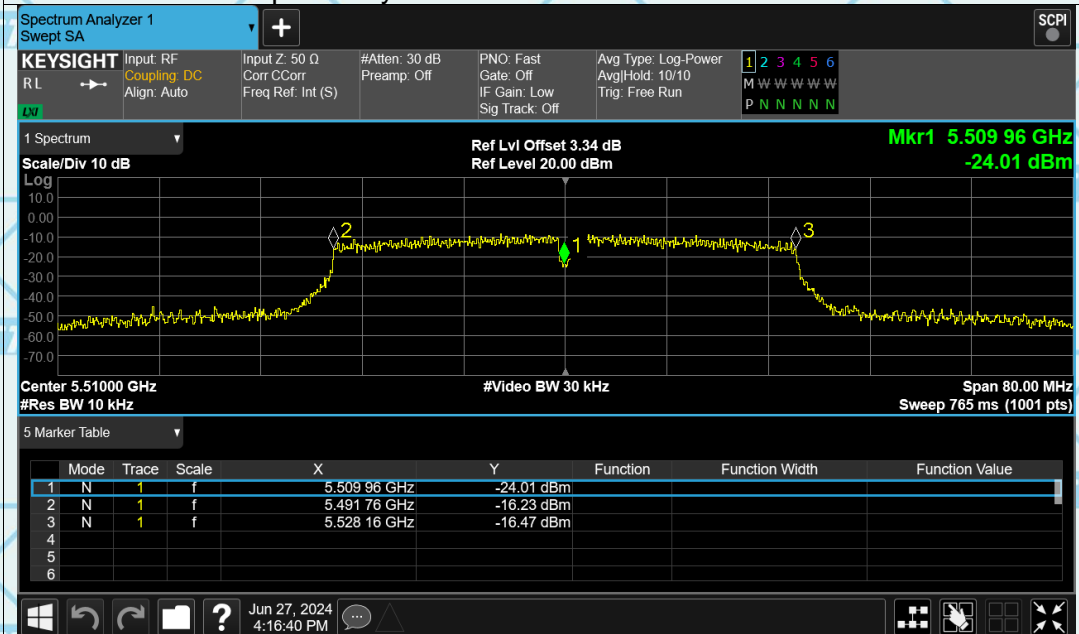 Spectrum Analyzer 1
Swept SA
+
SCPI
KEYSIGHT
RL
LXI
Input: RF
Coupling: DC
Align: Auto
Input Z: 50 Ω
Corr CCorr
Freq Ref: Int (S)
#Atten: 30 dB
Preamp: Off
PNO: Fast
Gate: Off
IF Gain: Low
Sig Track: Off
Avg Type: Log-Power
Avg|Hold: 10/10
Trig: Free Run
1 2 3 4 5 6
M W W W W W
P N N N N N
1 Spectrum
Scale/Div 10 dB
Ref Lvl Offset 3.34 dB
Ref Level 20.00 dBm
Mkr1 5.509 96 GHz
-24.01 dBm
Log
10.0
0.00
-10.0
-20.0
-30.0
-40.0
-50.0
-60.0
-70.0
2
1
3
Center 5.51000 GHz
#Video BW 30 kHz
Span 80.00 MHz
#Res BW 10 kHz
Sweep 765 ms (1001 pts)
5 Marker Table
Mode Trace Scale X Y Function Function Width Function Value
1 N 1 f 5.509 96 GHz -24.01 dBm
2 N 1 f 5.491 76 GHz -16.23 dBm
3 N 1 f 5.528 16 GHz -16.47 dBm
4
5
6
?
Jun 27, 2024
4:16:40 PM